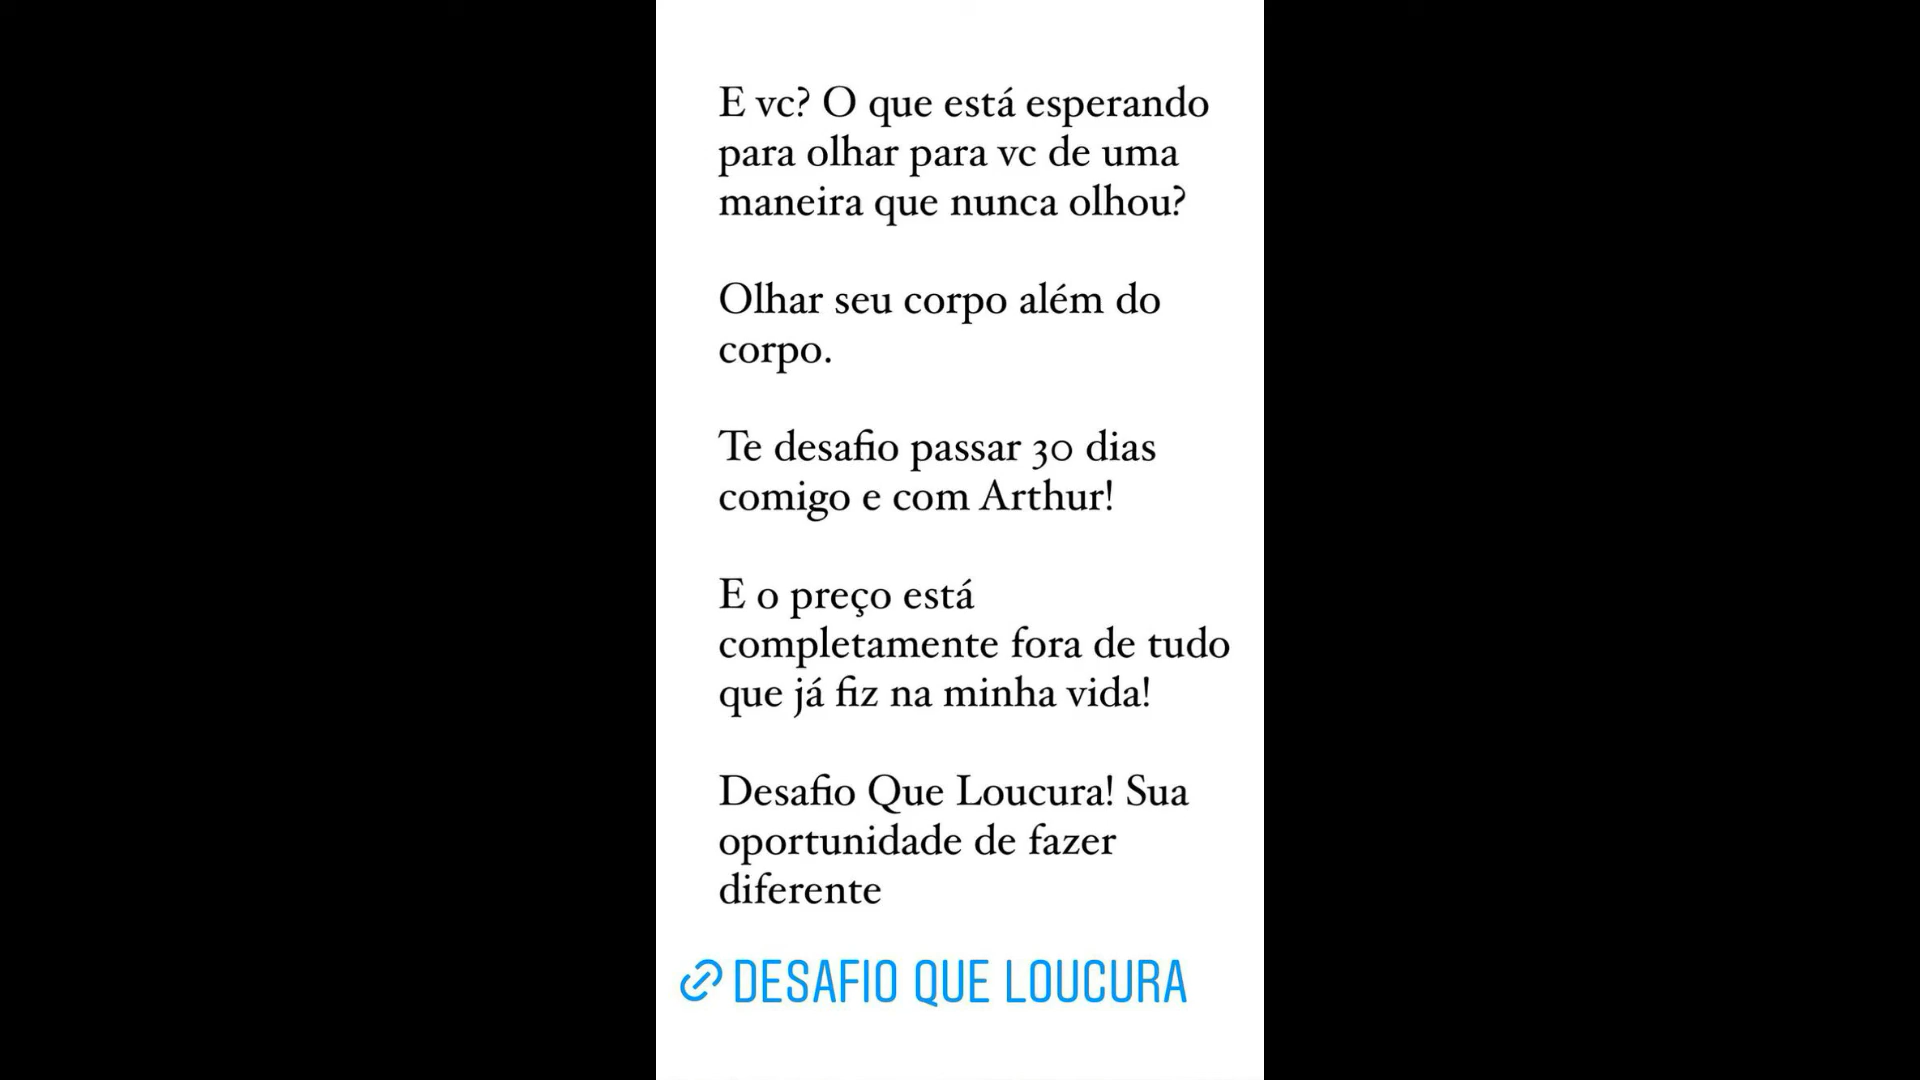 E vc? O que está esperando
para olhar para vc de uma
maneira que nunca olhou?
Olhar seu corpo além do
corpo.
Te desafio passar 30 dias
comigo e com Arthur!
E o preço está
completamente fora de tudo
que já fiz na minha vida!
Desafio Que Loucura! Sua
oportunidade de fazer
diferente
DESAFIO QUE LOUCURA